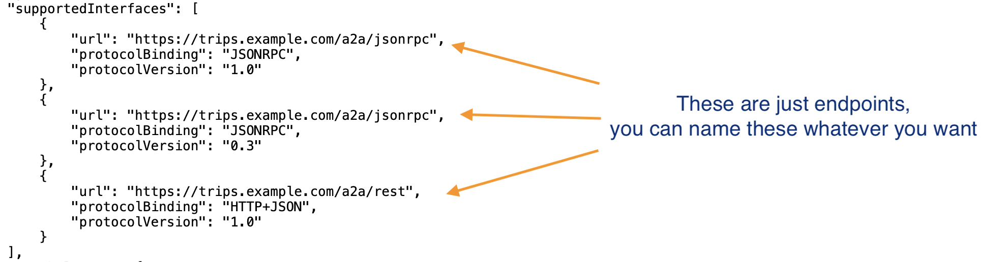 "supportedInterfaces": [
{
"url": "https://trips.example.com/a2a/jsonrpc",
"protocolBinding": "JSONRPC",
"protocolVersion": "1.0"
},
{
"url": "https://trips.example.com/a2a/jsonrpc",
"protocolBinding": "JSONRPC",
"protocolVersion": "0.3"
},
{
"url": "https://trips.example.com/a2a/rest",
"protocolBinding": "HTTP+JSON",
"protocolVersion": "1.0"
}
],
These are just endpoints,
you can name these whatever you want